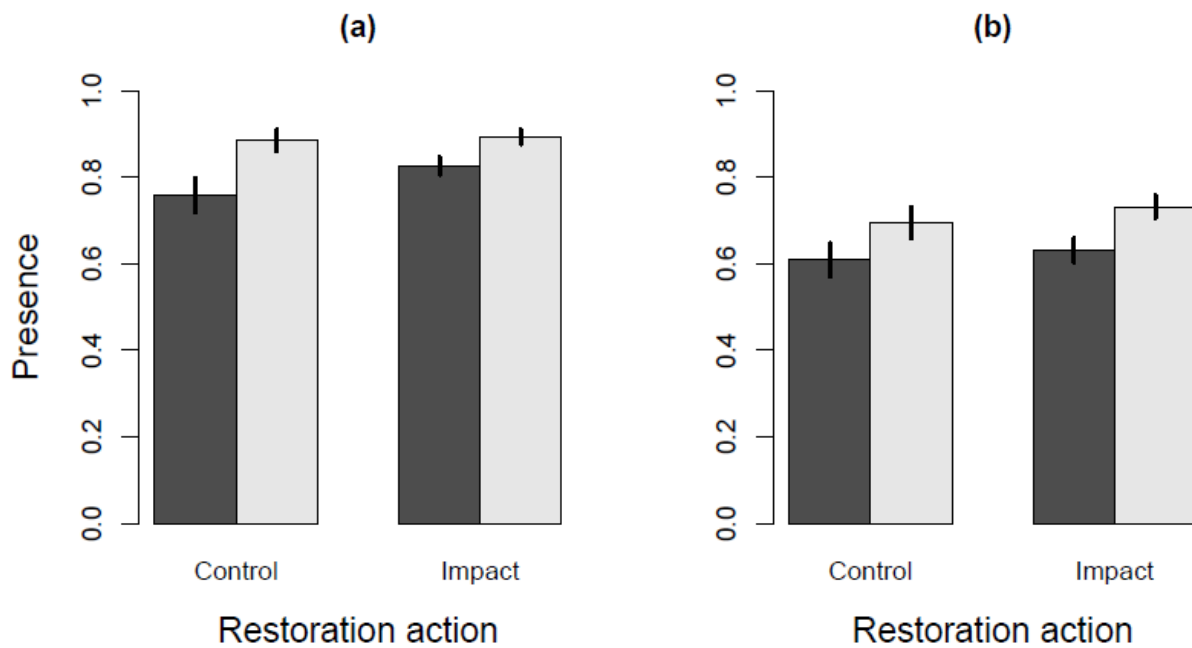 (a)
Presence
1.0
0.8
0.6
0.4
0.2
0.0
Control Impact
Restoration action
(b)
1.0
0.8
0.6
0.4
0.2
0.0
Control Impact
Restoration action